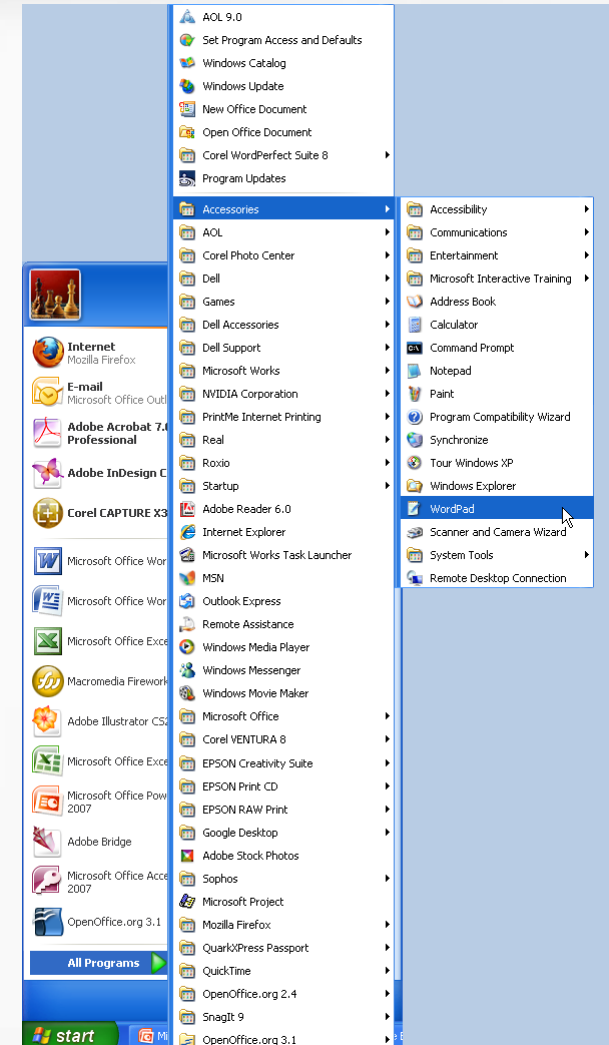 AOL 9.0
Set Program Access and Defaults
Windows Catalog
Windows Update
New Office Document
Open Office Document
Corel WordPerfect Suite 8
Program Updates
Accessories
AOL
Corel Photo Center
Dell
Games
Dell Accessories
Dell Support
Microsoft Works
NVIDIA Corporation
PrintMe Internet Printing
Real
Roxio
Startup
Adobe Reader 6.0
Internet Explorer
Microsoft Works Task Launcher
MSN
Outlook Express
Remote Assistance
Windows Media Player
Windows Messenger
Windows Movie Maker
Microsoft Office
Corel VENTURA 8
EPSON Creativity Suite
EPSON Print CD
EPSON RAW Print
Google Desktop
Adobe Stock Photos
Sophos
Microsoft Project
Mozilla Firefox
QuarkXPress Passport
QuickTime
OpenOffice.org 2.4
SnagIt 9
OpenOffice.org 3.1
Accessibility
Communications
Entertainment
Microsoft Interactive Training
Address Book
Calculator
Command Prompt
Notepad
Paint
Program Compatibility Wizard
Synchronize
Tour Windows XP
Windows Explorer
WordPad
Scanner and Camera Wizard
System Tools
Remote Desktop Connection
Internet
Mozilla Firefox
E-mail
Microsoft Office Outl
Adobe Acrobat 7.0
Professional
Adobe InDesign C
Corel CAPTURE X3
Microsoft Office Wor
Microsoft Office Wor
Microsoft Office Exce
Macromedia Firework
Adobe Illustrator CS2
Microsoft Office Exce
Microsoft Office Pow
2007
Adobe Bridge
Microsoft Office Acce
2007
OpenOffice.org 3.1
All Programs
start
Mi